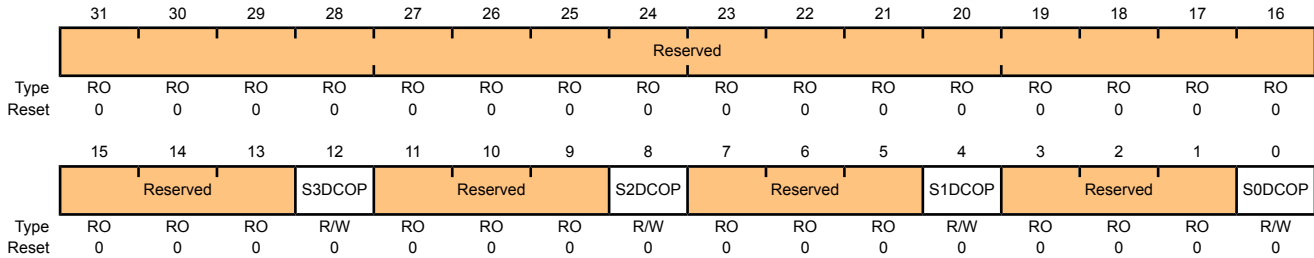 31 30 29 28 27 26 25 24 23 22 21 20 19 18 17 16
Reserved
Type RO RO RO RO RO RO RO RO RO RO RO RO RO RO RO RO
Reset 0 0 0 0 0 0 0 0 0 0 0 0 0 0 0 0
15 14 13 12 11 10 9 8 7 6 5 4 3 2 1 0
Reserved S3DCOP Reserved S2DCOP Reserved S1DCOP Reserved S0DCOP
Type RO RO RO R/W RO RO RO R/W RO RO RO R/W RO RO RO R/W
Reset 0 0 0 0 0 0 0 0 0 0 0 0 0 0 0 0